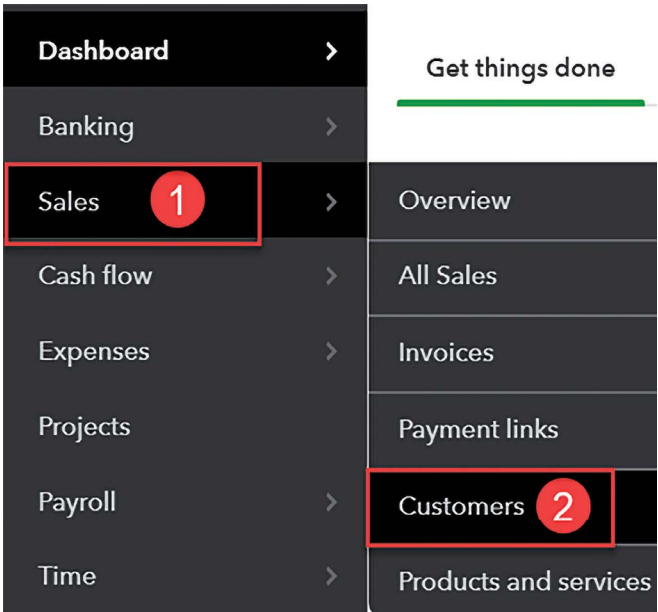 Dashboard
Get things done
Banking
Sales 1
Cash flow
Expenses
Projects
Payroll
Time
Overview
All Sales
Invoices
Payment links
Customers 2
Products and services